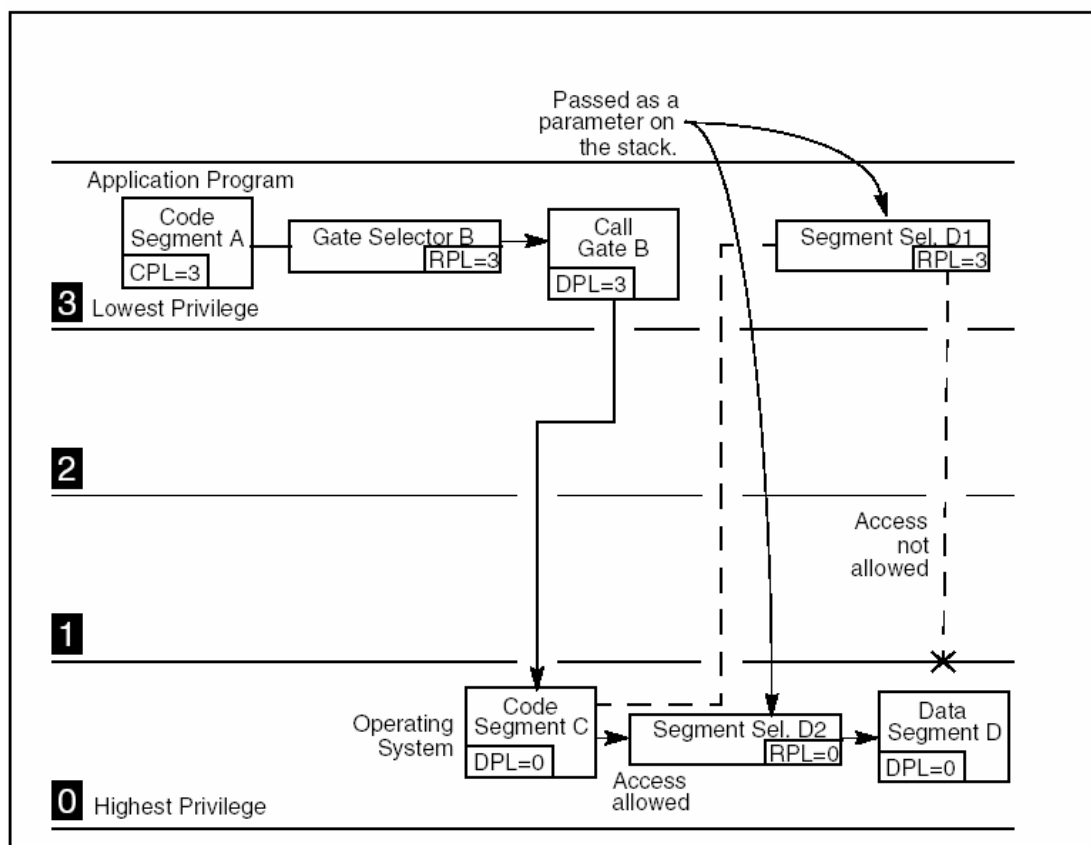 Passed as a
parameter on
the stack.
Application Program
Code
Segment A
CPL=3
Gate Selector B
RPL=3
Call
Gate B
DPL=3
Segment Sel. D1
RPL=3
3 Lowest Privilege
2
Access
not
allowed
1
Operating
System
Code
Segment C
DPL=0
Segment Sel. D2
RPL=0
Access
allowed
Data
Segment D
DPL=0
0 Highest Privilege